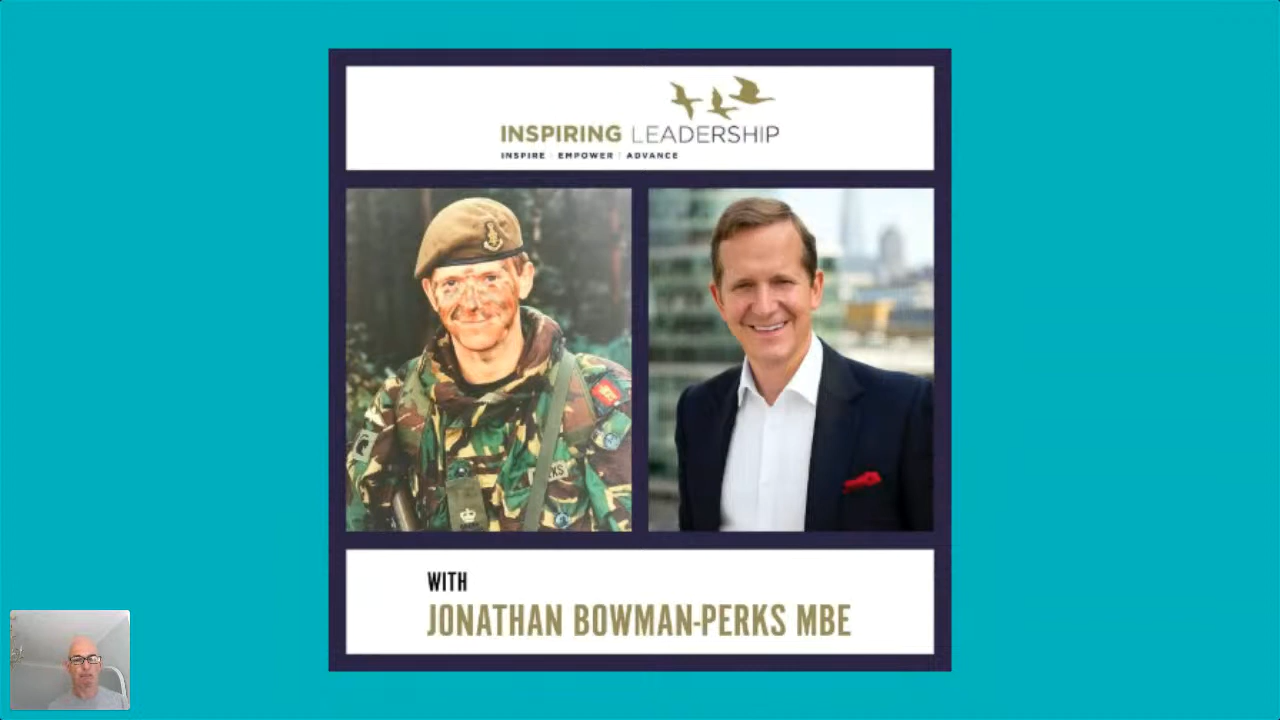 INSPIRING LEADERSHIP
INSPIRE | EMPOWER | ADVANCE
WITH
JONATHAN BOWMAN-PERKS MBE